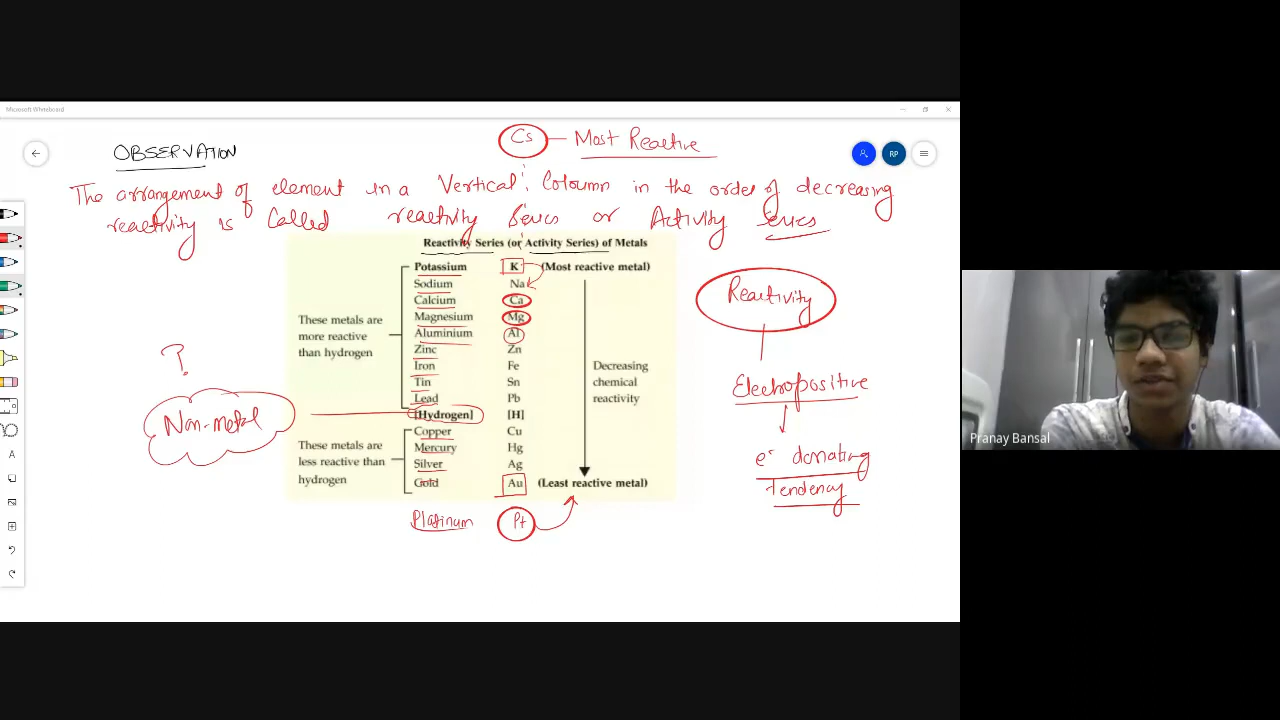 Microsoft Whiteboard
Cs — Most Reactive
OBSERVATION
RP
The arrangement of element in a Vertical Coloumn in the order of decreasing
reactivity is Called reactivity Series or Activity series
Reactivity Series (or Activity Series) of Metals
Potassium K (Most reactive metal)
Sodium Na
Calcium Ca
Magnesium Mg
Aluminium Al
Zinc Zn
Iron Fe
Tin Sn
Lead Pb
[Hydrogen] [H]
Copper Cu
Mercury Hg
Silver Ag
Gold Au (Least reactive metal)
These metals are
more reactive
than hydrogen
These metals are
less reactive than
hydrogen
Decreasing
chemical
reactivity
Platinum Pt
?
Non-metal
Reactivity
Electropositive
e- donating
Tendency
A
Pranay Bansal